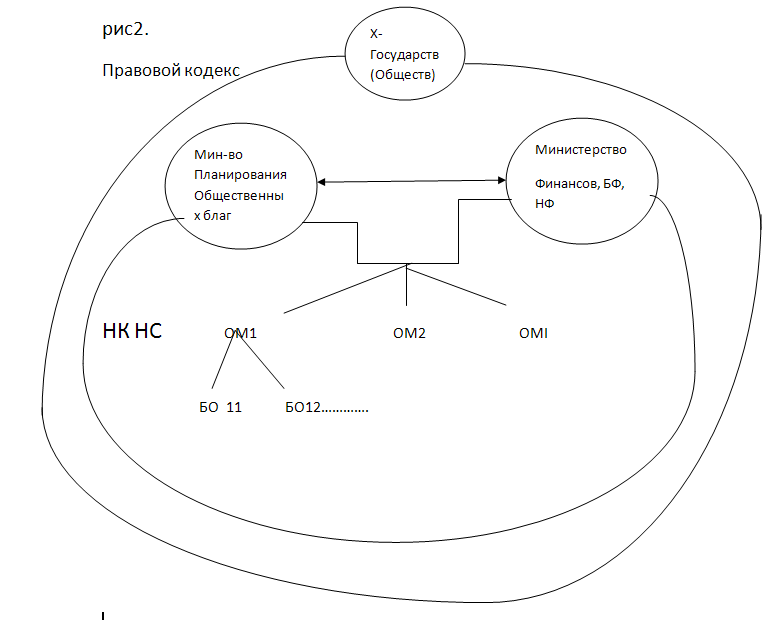 рис2.
Правовой кодекс
Х-
Государств
(Обществ)
Мин-во
Планирования
Общественны
х благ
Министерство
Финансов, БФ,
НФ
НК НС
ОМ1
ОМ2
ОМI
БО 11
БО12.............